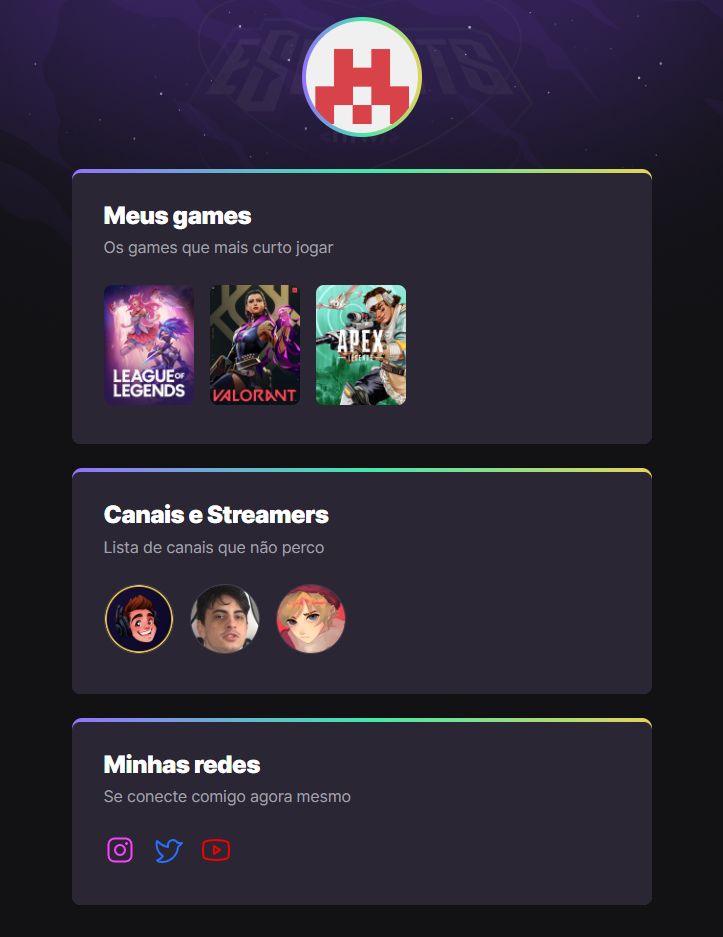 ESPORTS
Meus games
Os games que mais curto jogar
LEAGUE OF
LEGENDS
VALORANT
APEX
LEGENDS
Canais e Streamers
Lista de canais que não perco
Minhas redes
Se conecte comigo agora mesmo